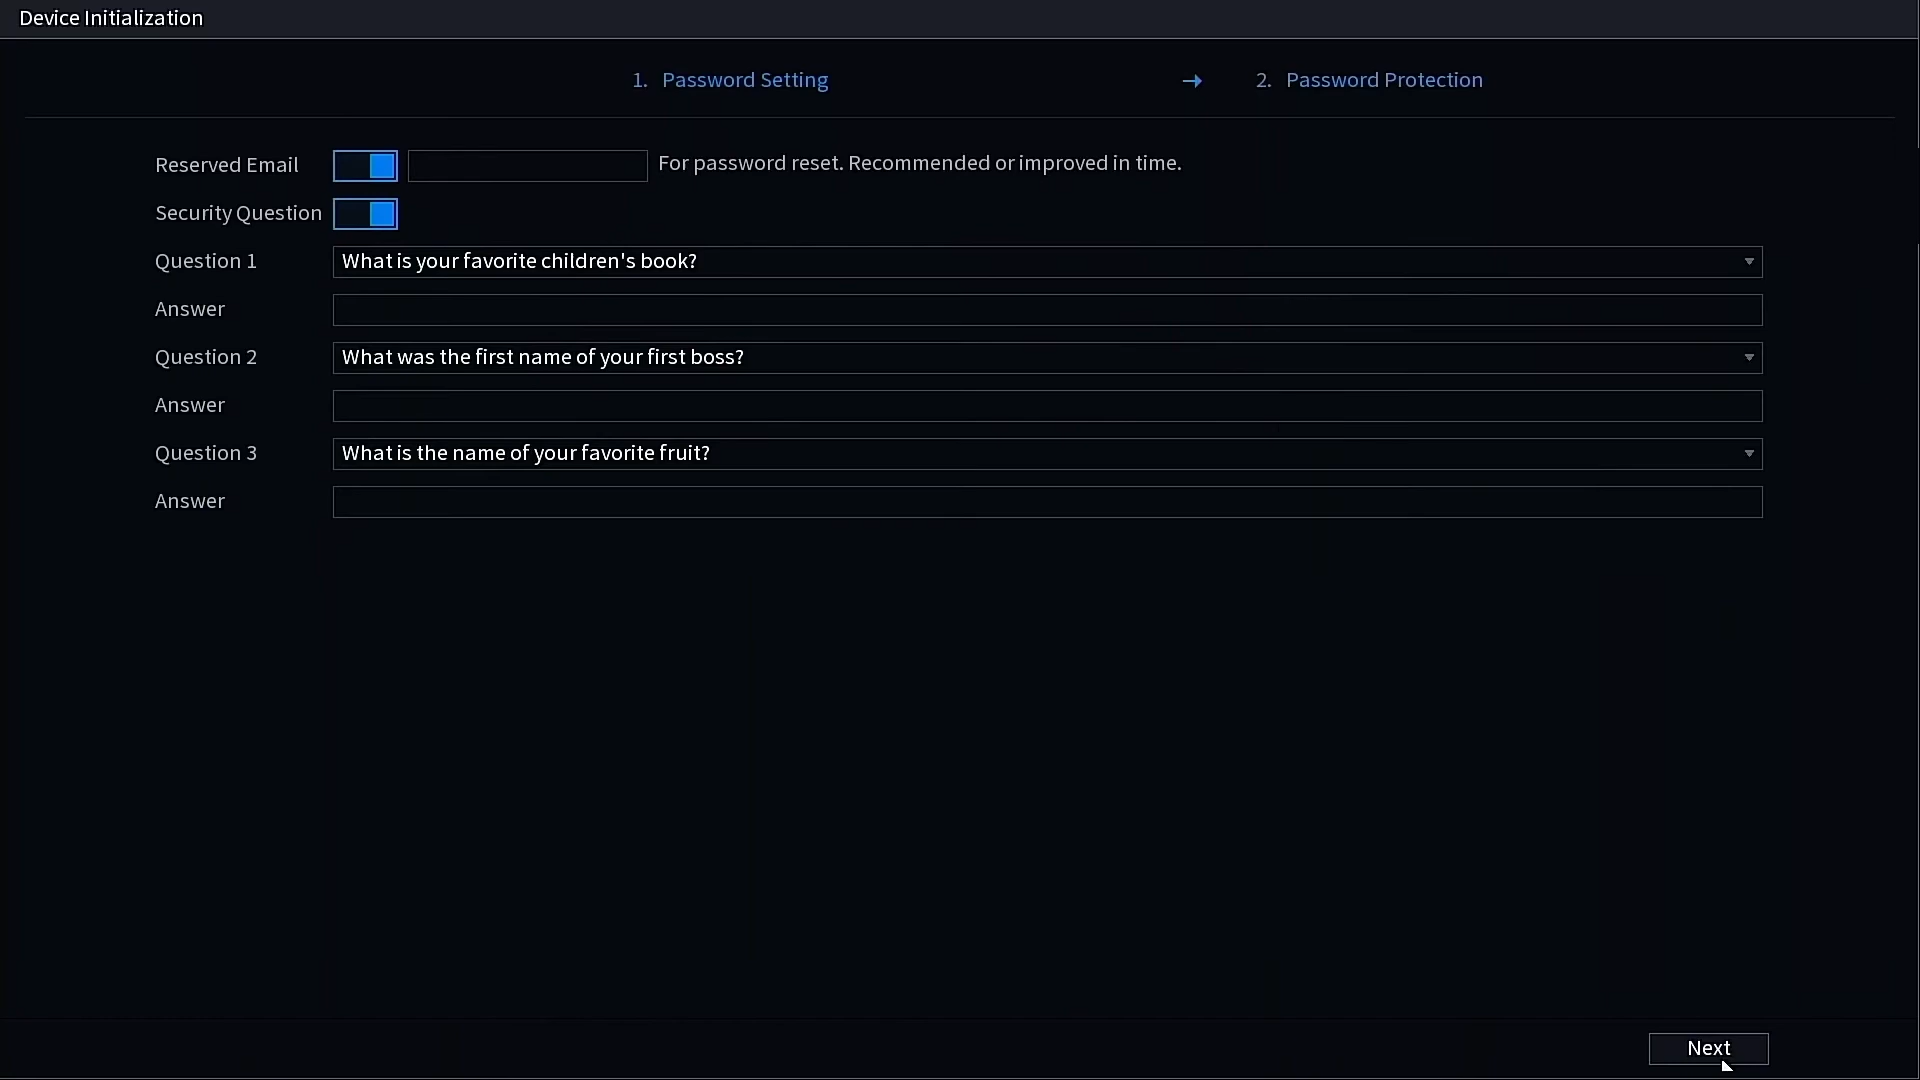 Device Initialization
1. Password Setting → 2. Password Protection
Reserved Email For password reset. Recommended or improved in time.
Security Question
Question 1 What is your favorite children's book?
Answer
Question 2 What was the first name of your first boss?
Answer
Question 3 What is the name of your favorite fruit?
Answer
Next